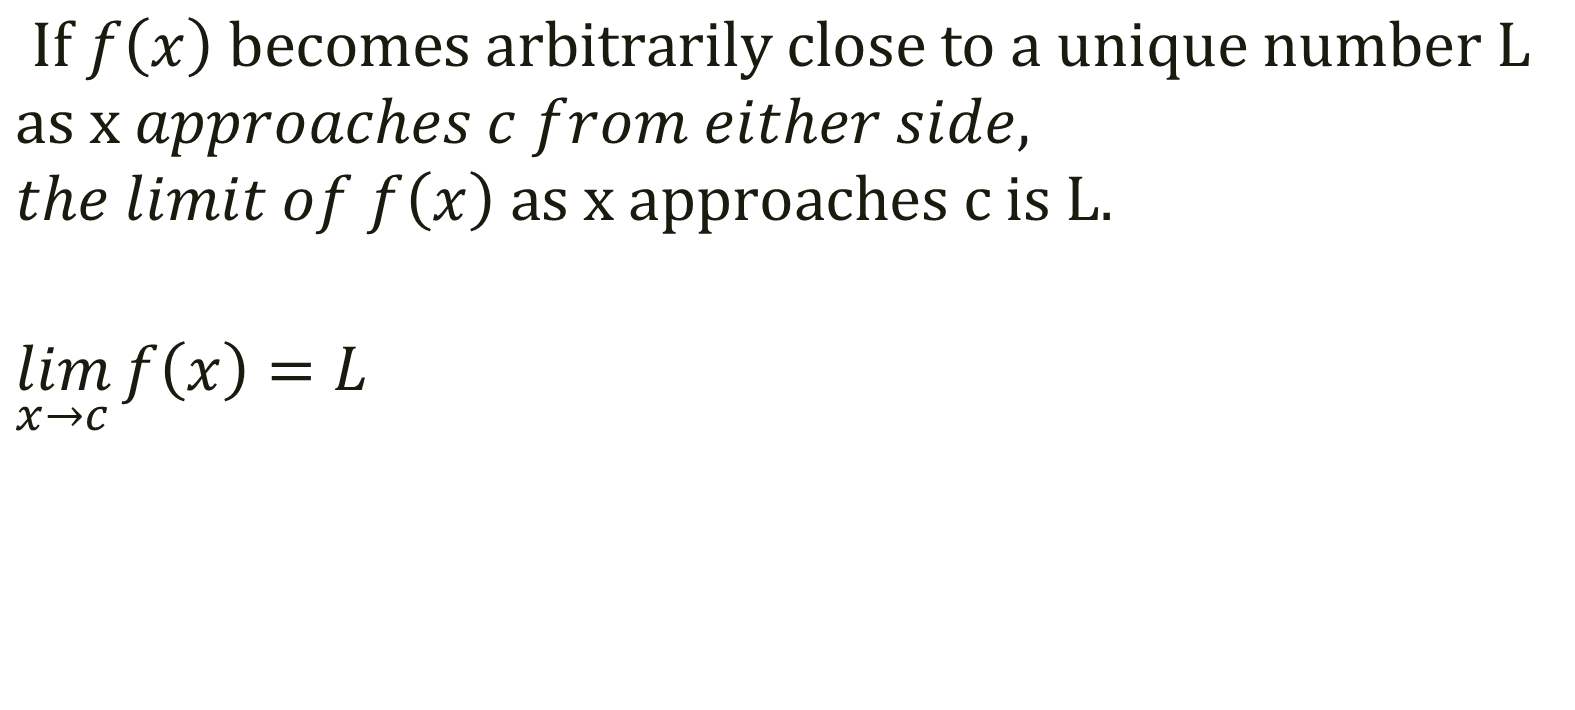 If f(x) becomes arbitrarily close to a unique number L
as x approaches c from either side,
the limit of f(x) as x approaches c is L.
lim f(x) = L
x→c